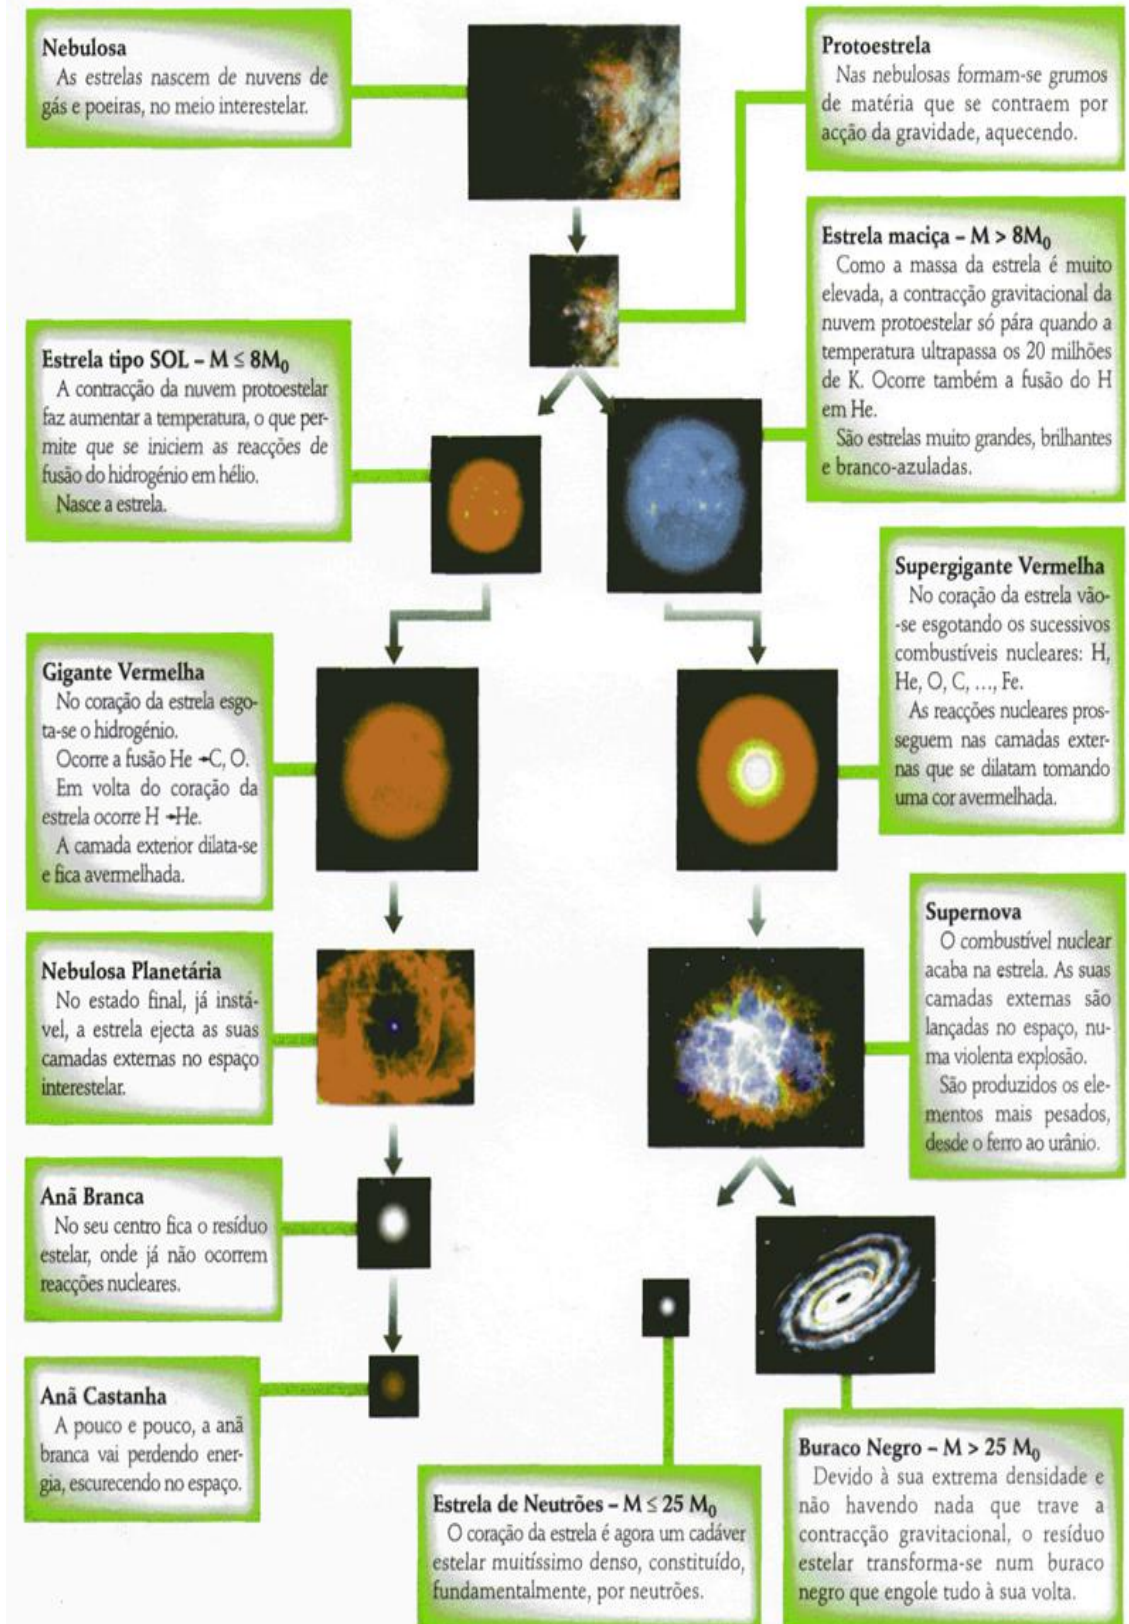 Nebulosa
As estrelas nascem de nuvens de
gás e poeiras, no meio interestelar.
Protoestrela
Nas nebulosas formam-se grumos
de matéria que se contraem por
acção da gravidade, aquecendo.
Estrela maciça – M > 8M₀
Como a massa da estrela é muito
elevada, a contracção gravitacional da
nuvem protoestelar só pára quando a
temperatura ultrapassa os 20 milhões
de K. Ocorre também a fusão do H
em He.
São estrelas muito grandes, brilhantes
e branco-azuladas.
Estrela tipo SOL – M ≤ 8M₀
A contracção da nuvem protoestelar
faz aumentar a temperatura, o que per-
mite que se iniciem as reacções de
fusão do hidrogénio em hélio.
Nasce a estrela.
Supergigante Vermelha
No coração da estrela vão-
-se esgotando os sucessivos
combustíveis nucleares: H,
He, O, C, ..., Fe.
As reacções nucleares pros-
seguem nas camadas exter-
nas que se dilatam tomando
uma cor avermelhada.
Gigante Vermelha
No coração da estrela esgo-
ta-se o hidrogénio.
Ocorre a fusão He →C, O.
Em volta do coração da
estrela ocorre H →He.
A camada exterior dilata-se
e fica avermelhada.
Supernova
O combustível nuclear
acaba na estrela. As suas
camadas externas são
lançadas no espaço, nu-
ma violenta explosão.
São produzidos os ele-
mentos mais pesados,
desde o ferro ao urânio.
Nebulosa Planetária
No estado final, já instá-
vel, a estrela ejecta as suas
camadas externas no espaço
interestelar.
Anã Branca
No seu centro fica o resíduo
estelar, onde já não ocorrem
reacções nucleares.
Anã Castanha
A pouco e pouco, a anã
branca vai perdendo ener-
gia, escurecendo no espaço.
Estrela de Neutrões – M ≤ 25 M₀
O coração da estrela é agora um cadáver
estelar muitíssimo denso, constituído,
fundamentalmente, por neutrões.
Buraco Negro – M > 25 M₀
Devido à sua extrema densidade e
não havendo nada que trave a
contracção gravitacional, o resíduo
estelar transforma-se num buraco
negro que engole tudo à sua volta.